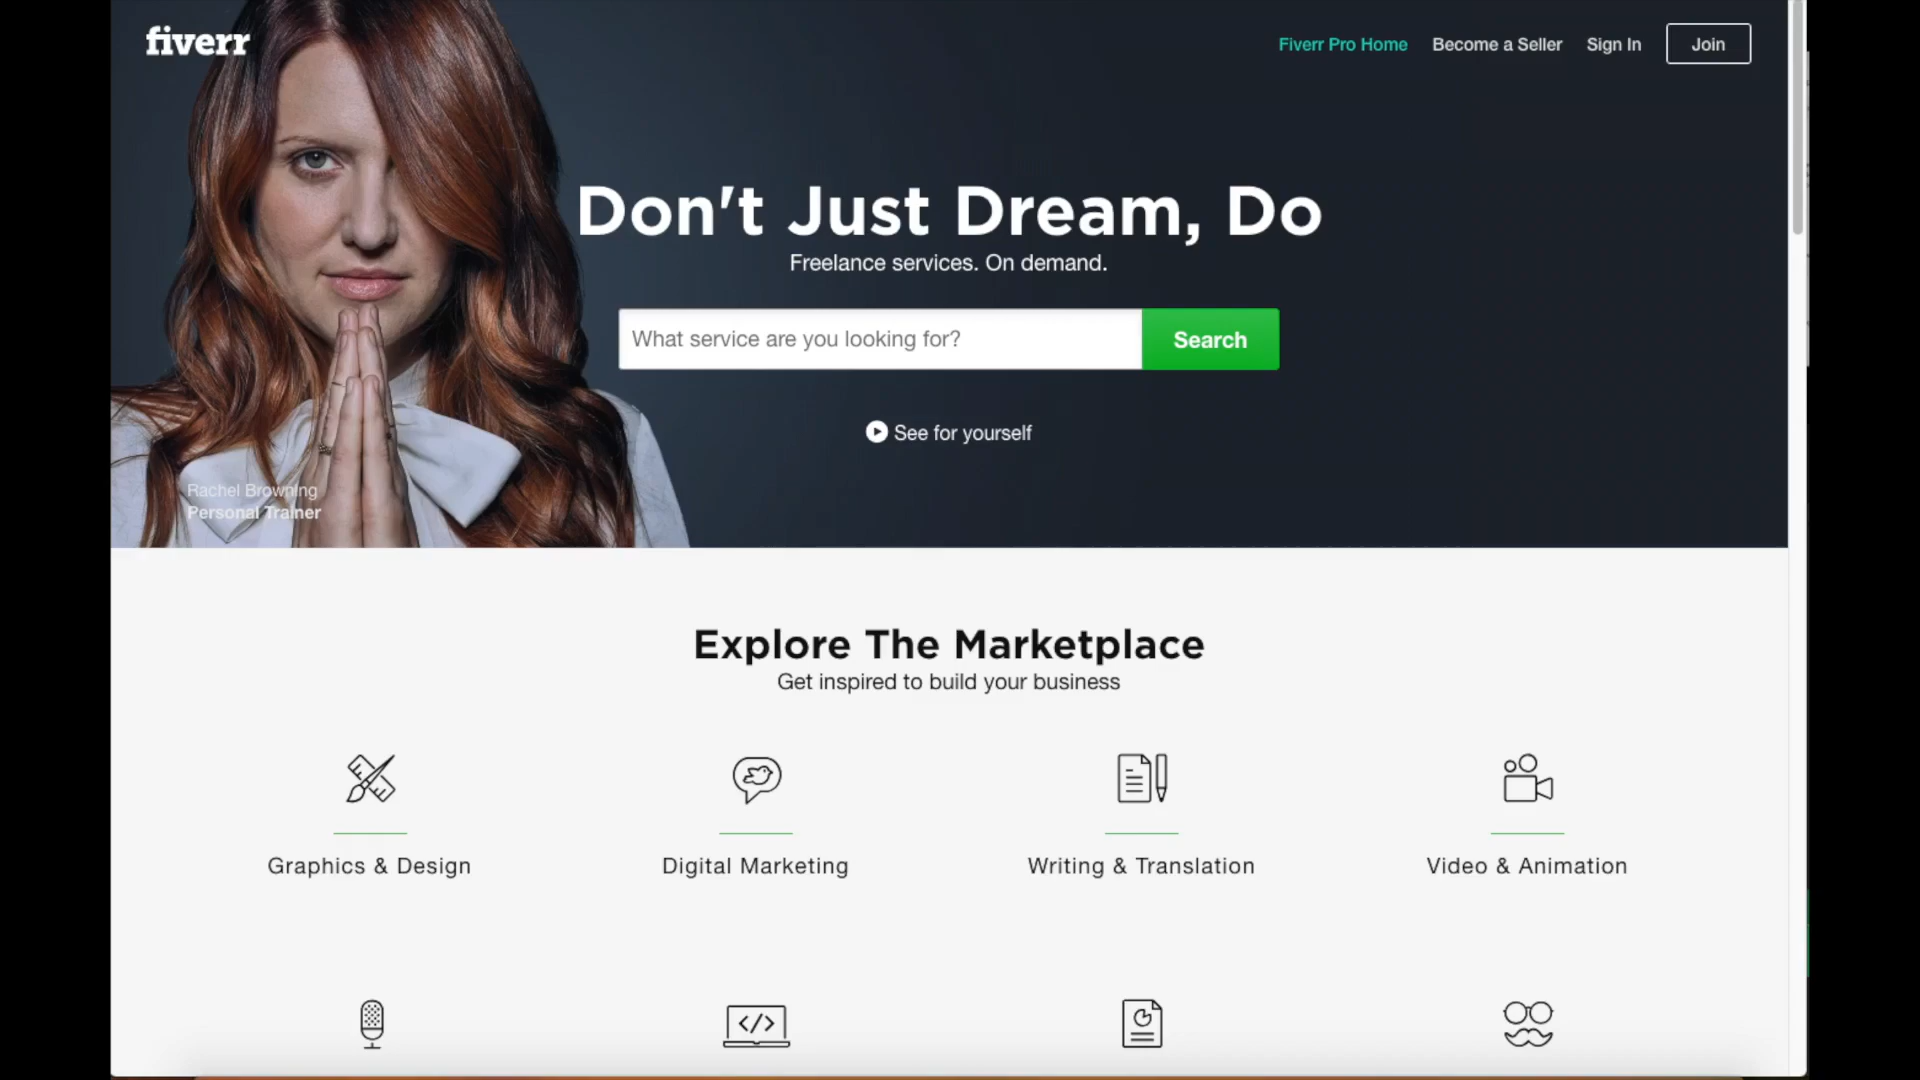 fiverr
Fiverr Pro Home
Become a Seller
Sign In
Join
Don't Just Dream, Do
Freelance services. On demand.
What service are you looking for?
Search
See for yourself
Rachel Browning
Personal Trainer
Explore The Marketplace
Get inspired to build your business
Graphics & Design
Digital Marketing
Writing & Translation
Video & Animation